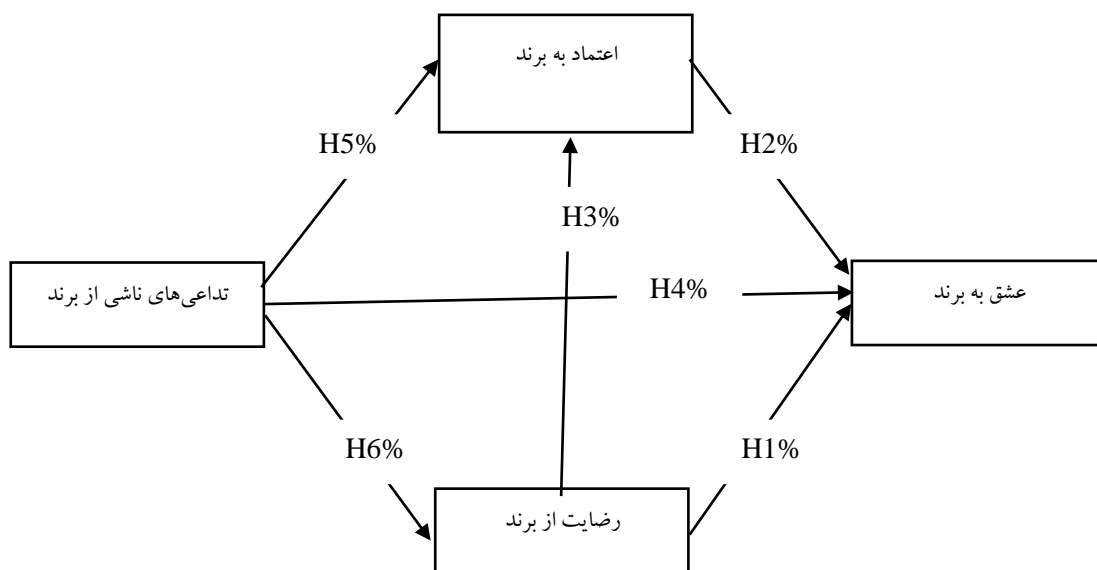 اعتماد به برند
H5%
H2%
H3%
تداعی‌های ناشی از برند
H4%
عشق به برند
H6%
H1%
رضایت از برند